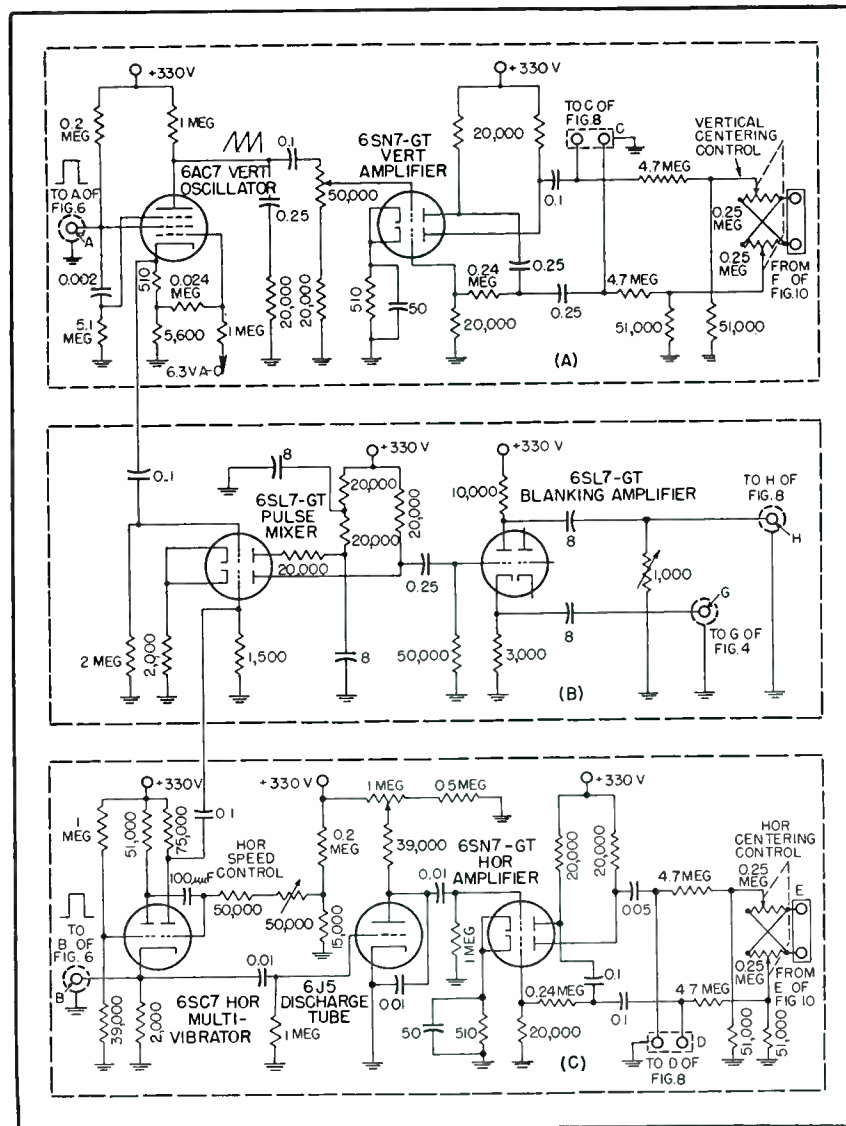 +330 V
0.2
MEG
1 MEG
6AC7 VERT
OSCILLATOR
TO A OF
FIG. 6
A
0.002
510
0.024
MEG
5.1
MEG
5,600
1 MEG
6.3V A-C
0.1
50,000
0.25
20,000
20,000
6SN7-GT
VERT
AMPLIFIER
20,000
510
50
0.24
MEG
20,000
0.25
0.25
0.1
TO C OF
FIG. 8
C
4.7 MEG
4.7 MEG
VERTICAL
CENTERING
CONTROL
0.25
MEG
0.25
MEG
FROM
F OF
FIG.10
51,000
51,000
(A)
0.1
8
+330 V
20,000
20,000
20,000
6SL7-GT
PULSE
MIXER
20,000
2 MEG
2,000
1,500
8
0.25
50,000
+330 V
10,000
6SL7-GT
BLANKING AMPLIFIER
8
8
3,000
1,000
TO H OF
FIG. 8
H
G
TO G OF
FIG. 4
(B)
+330V
1
MEG
51,000
75,000
0.1
100μμF
HOR
SPEED
CONTROL
50,000
50,000
TO
B OF
FIG. 6
B
39,000
2,000
6SC7 HOR
MULTI-
VIBRATOR
0.01
1 MEG
+330 V
0.2
MEG
15,000
1 MEG
0.5 MEG
39,000
6J5
DISCHARGE
TUBE
0.01
0.01
1 MEG
6SN7-GT
HOR
AMPLIFIER
+330 V
20,000
20,000
50
510
0.24MEG
20,000
0.1
0.1
0.05
4.7 MEG
4.7 MEG
D
TO D OF
FIG.8
HOR
CENTERING
CONTROL
0.25
MEG
E
0.25
MEG
FROM
E OF
FIG 10
51,000
51,000
(C)